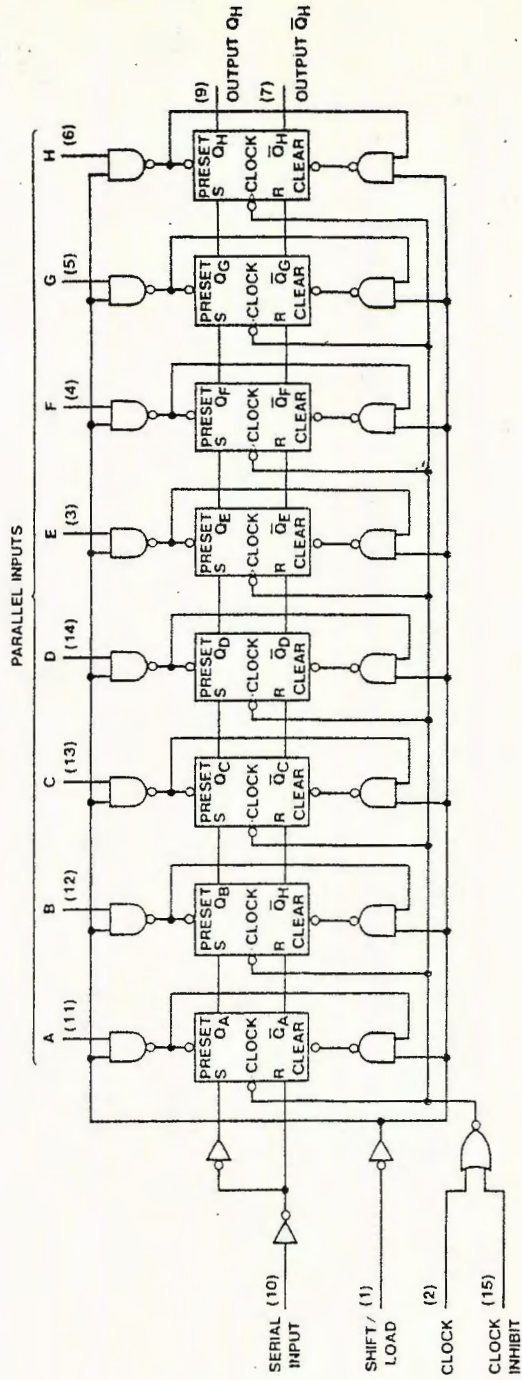 PARALLEL INPUTS
A B C D E F G H
(11) (12) (13) (14) (3) (4) (5) (6)
PRESET PRESET PRESET PRESET PRESET PRESET PRESET PRESET
S QA S QB S QC S QD S QE S QF S QG S QH
(9)
OUTPUT QH
CLOCK CLOCK CLOCK CLOCK CLOCK CLOCK CLOCK CLOCK
R Q̅A R Q̅H R Q̅C R Q̅D R Q̅E R Q̅F R Q̅G R Q̅H
(7)
OUTPUT Q̅H
CLEAR CLEAR CLEAR CLEAR CLEAR CLEAR CLEAR CLEAR
SERIAL (10)
INPUT
SHIFT/ (1)
LOAD
(2)
CLOCK
CLOCK (15)
INHIBIT